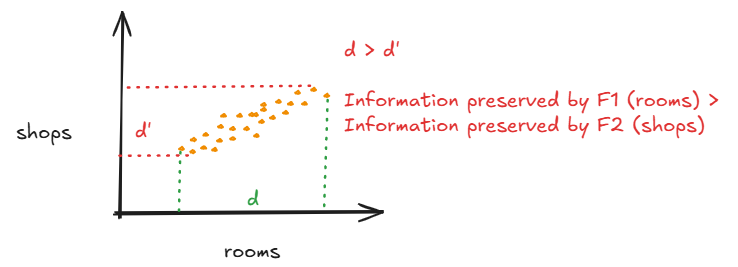 d > d'
Information preserved by F1 (rooms) >
Information preserved by F2 (shops)
shops
d'
d
rooms